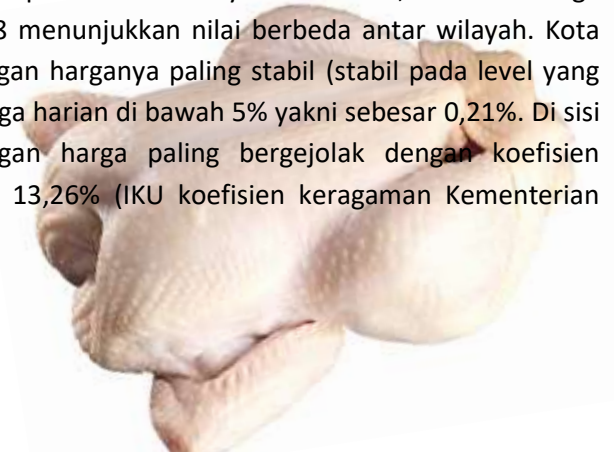 8 menunjukkan nilai berbeda antar wilayah. Kota
gan harganya paling stabil (stabil pada level yang
ga harian di bawah 5% yakni sebesar 0,21%. Di sisi
gan harga paling bergejolak dengan koefisien
13,26% (IKU koefisien keragaman Kementerian